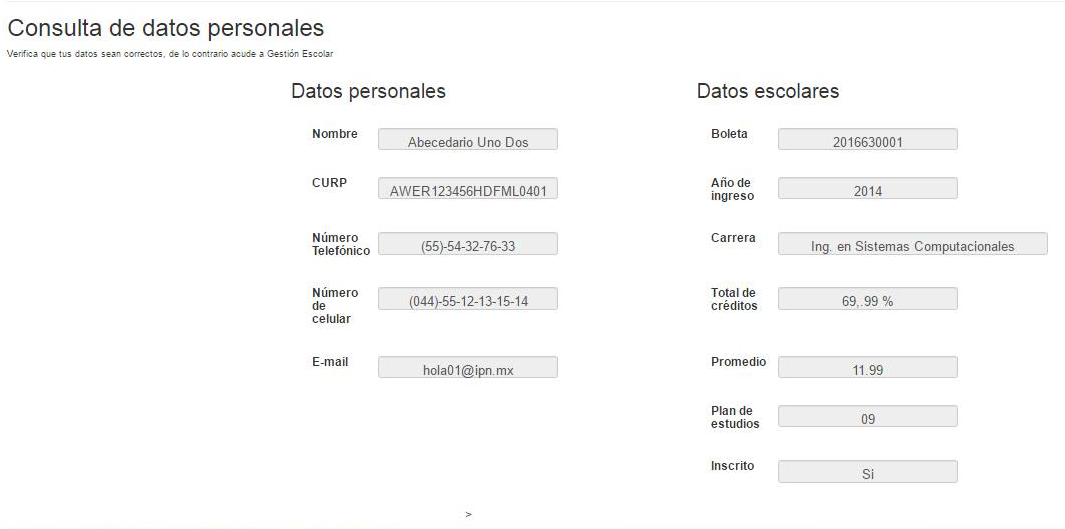 Consulta de datos personales
Verifica que tus datos sean correctos, de lo contrario acude a Gestión Escolar
Datos personales
Nombre
Abecedario Uno Dos
CURP
AWER123456HDFML0401
Número
Telefónico
(55)-54-32-76-33
Número
de
celular
(044)-55-12-13-15-14
E-mail
hola01@ipn.mx
>
Datos escolares
Boleta
2016630001
Año de
ingreso
2014
Carrera
Ing. en Sistemas Computacionales
Total de
créditos
69,.99 %
Promedio
11.99
Plan de
estudios
09
Inscrito
Si